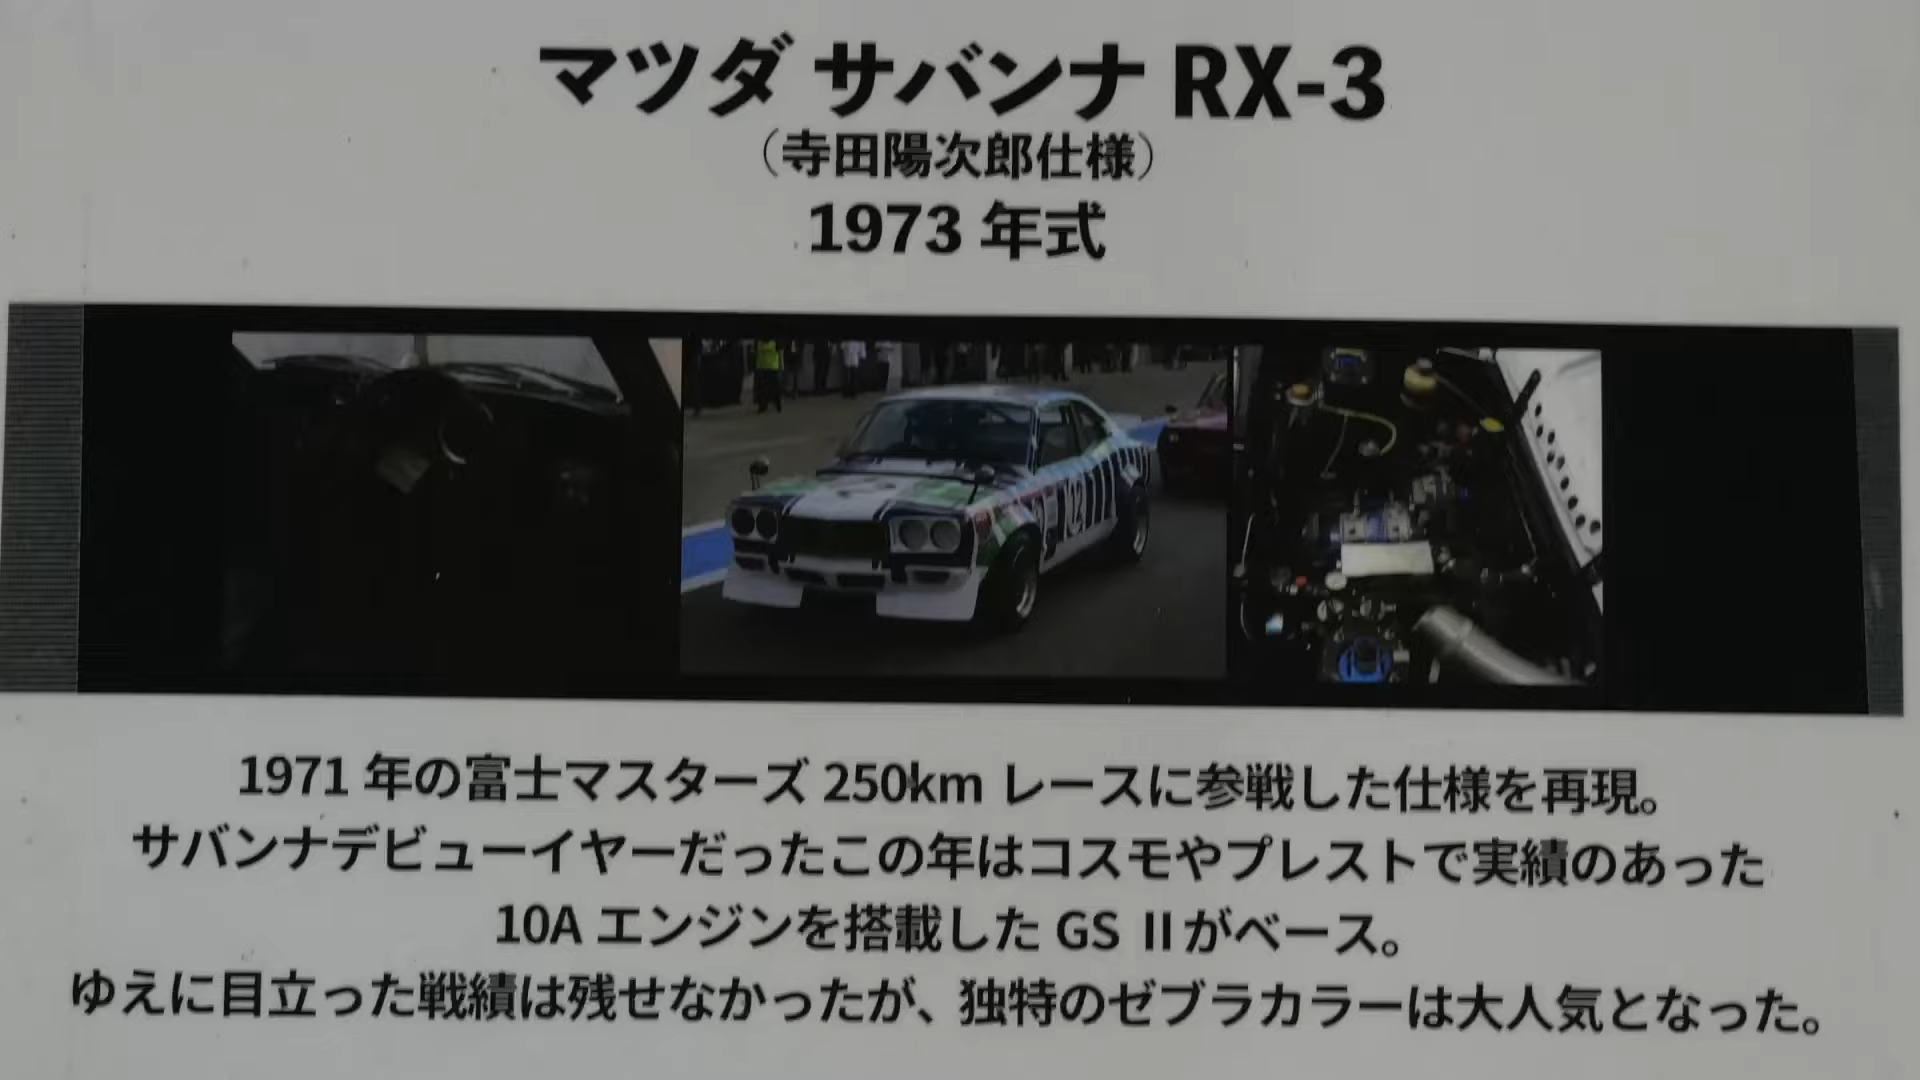 マツダ サバンナ RX-3
（寺田陽次郎仕様）
1973 年式
12
1971 年の富士マスターズ 250km レースに参戦した仕様を再現。
サバンナデビューイヤーだったこの年はコスモやプレストで実績のあった
10A エンジンを搭載した GS Ⅱがベース。
ゆえに目立った戦績は残せなかったが、独特のゼブラカラーは大人気となった。